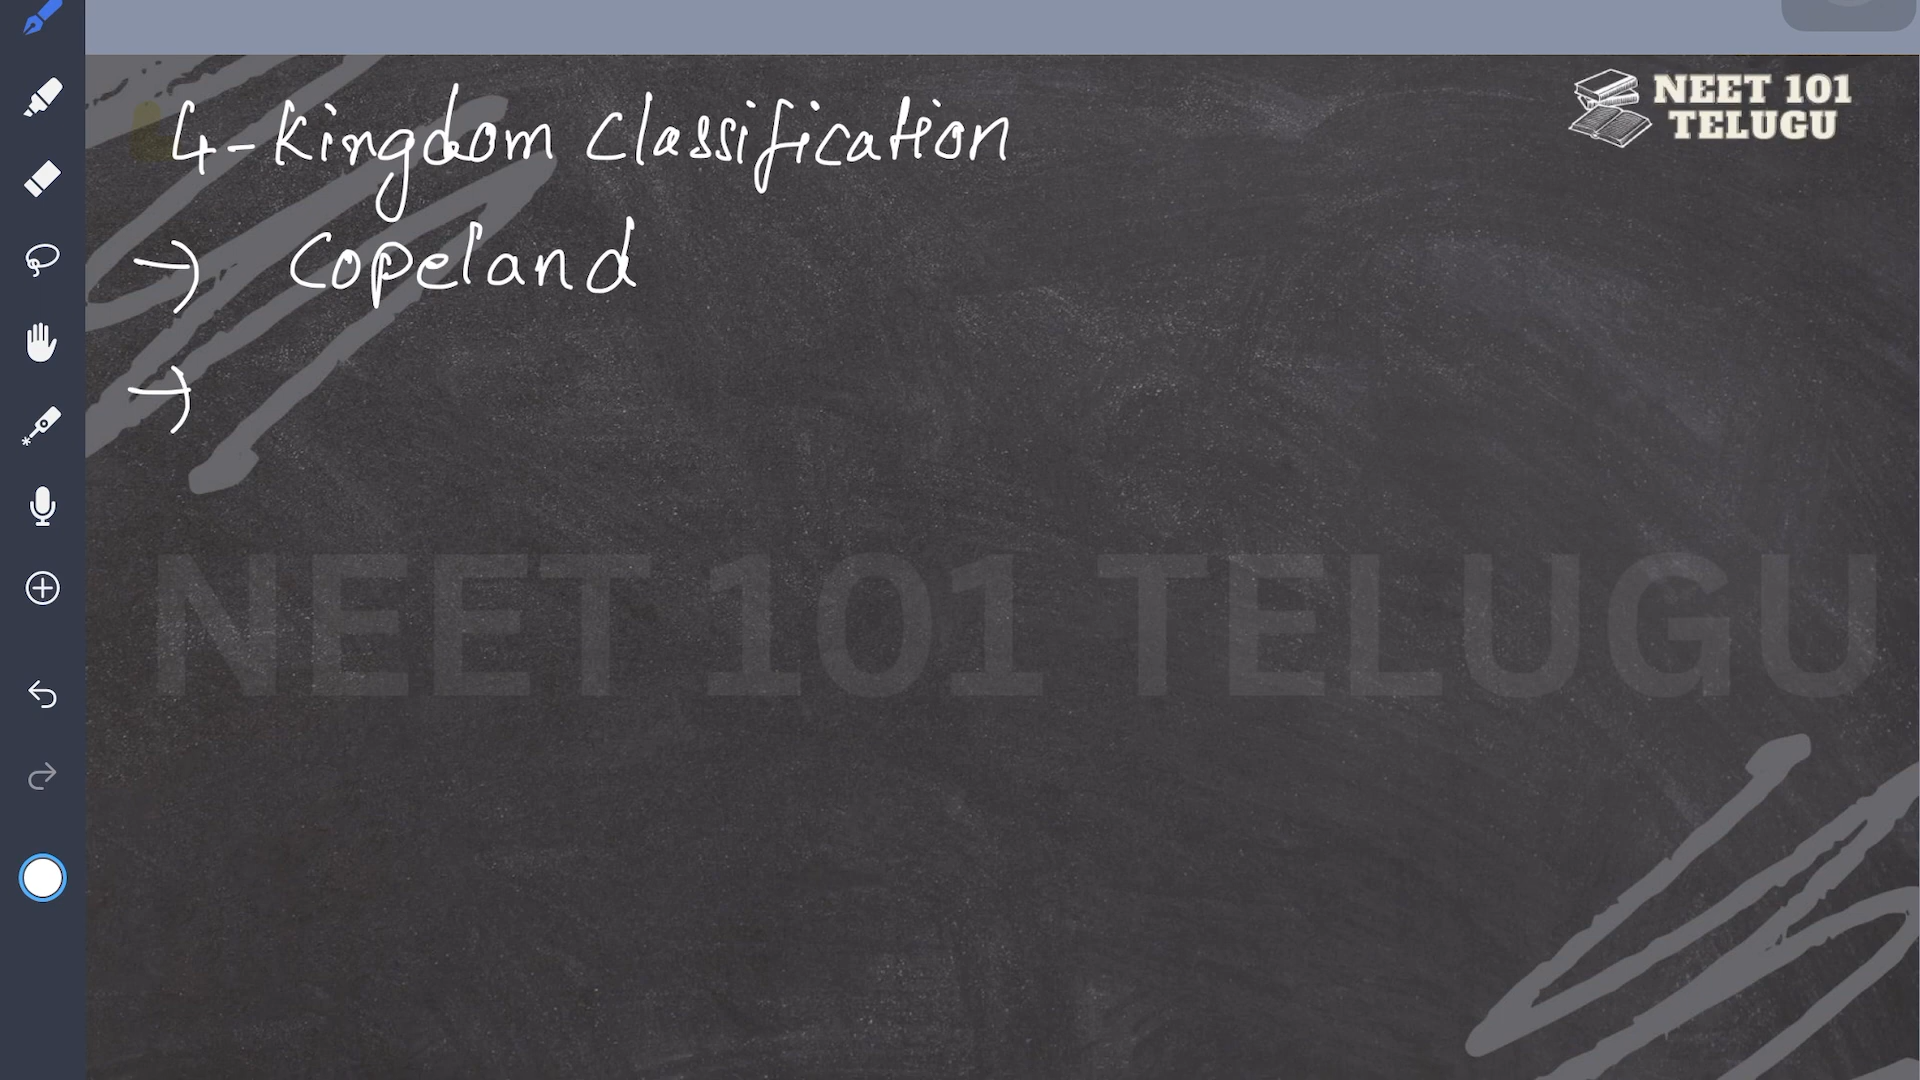 NEET 101
TELUGU
4-Kingdom Classification
→ Copeland
→
NEET 101 TELUGU